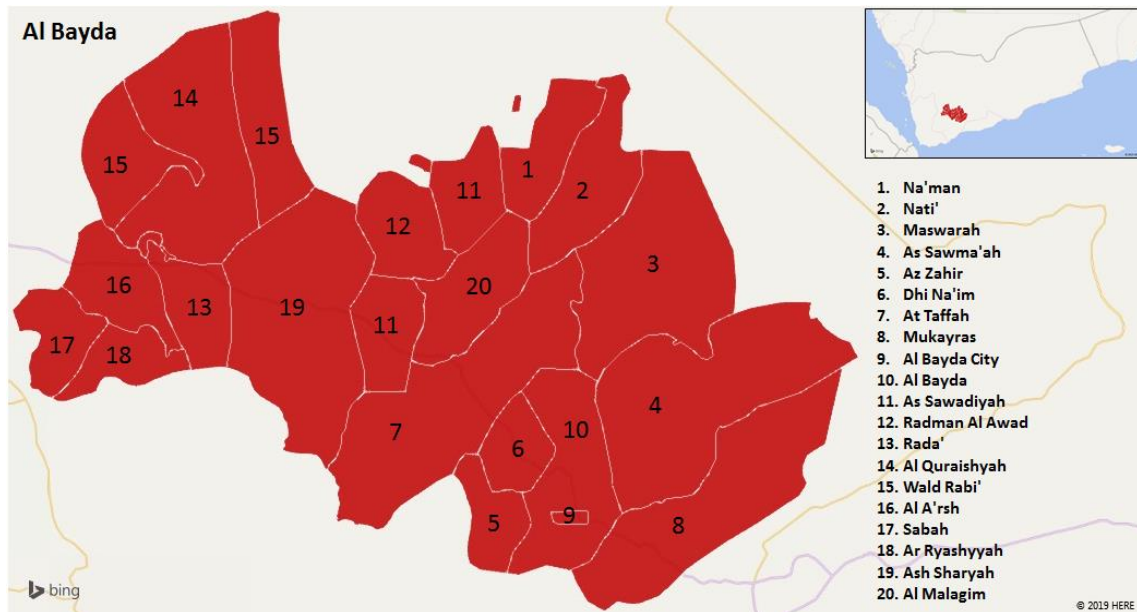 Al Bayda
14
15
15
1
11
2
12
3
20
16
13
19
11
17
18
4
7
10
6
5
9
8
1. Na'man
2. Nati'
3. Maswarah
4. As Sawma'ah
5. Az Zahir
6. Dhi Na'im
7. At Taffah
8. Mukayras
9. Al Bayda City
10. Al Bayda
11. As Sawadiyah
12. Radman Al Awad
13. Rada'
14. Al Quraishyah
15. Wald Rabi'
16. Al A'rsh
17. Sabah
18. Ar Ryashyyah
19. Ash Sharyah
20. Al Malagim
bing
bing
© 2019 HERE